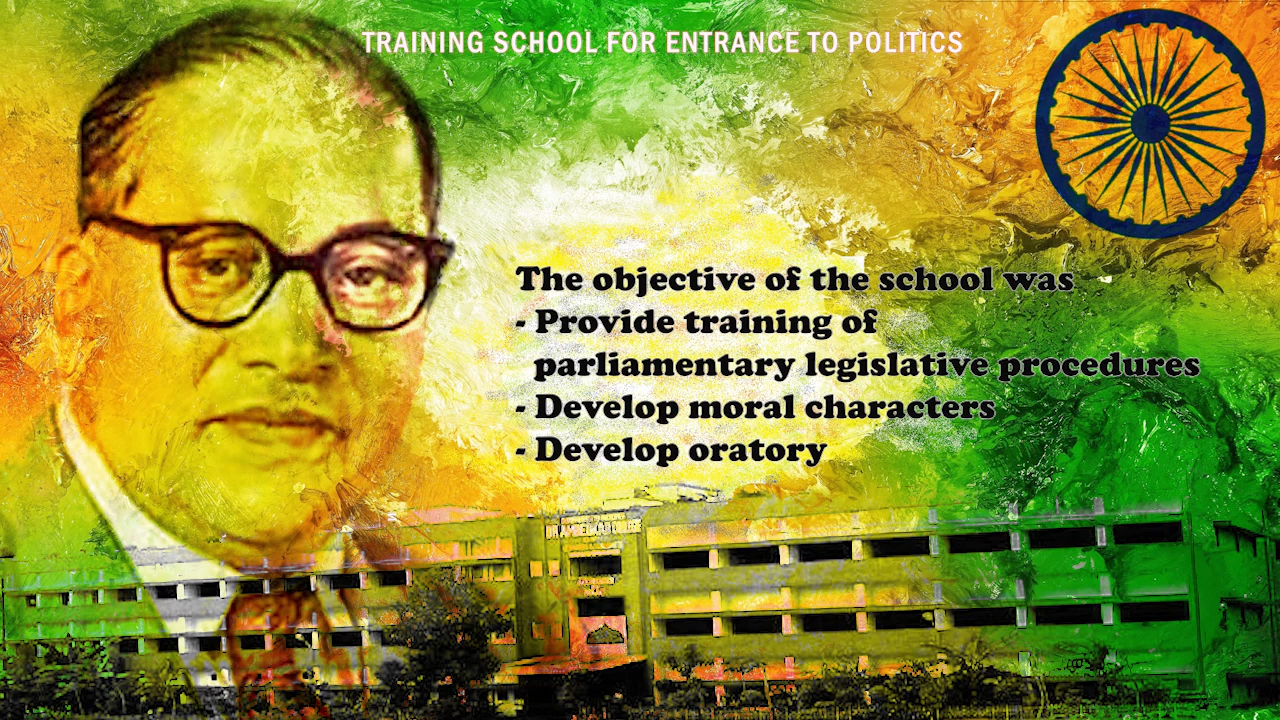 TRAINING SCHOOL FOR ENTRANCE TO POLITICS
The objective of the school was
- Provide training of
parliamentary legislative procedures
- Develop moral characters
- Develop oratory